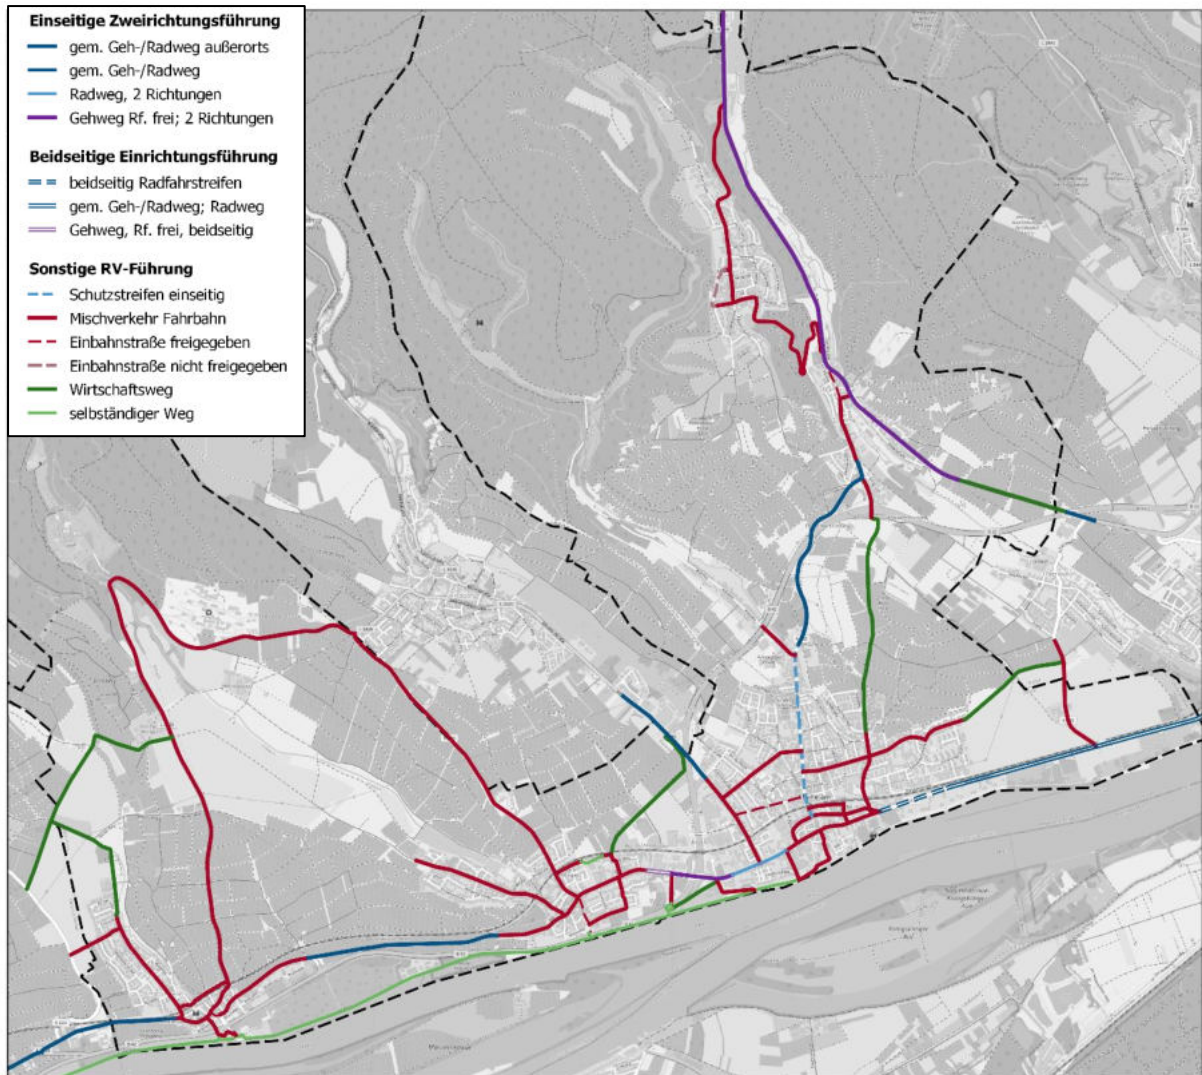 Einseitige Zweirichtungsführung
gem. Geh-/Radweg außerorts
gem. Geh-/Radweg
Radweg, 2 Richtungen
Gehweg Rf. frei; 2 Richtungen
Beidseitige Einrichtungsführung
beidseitig Radfahrstreifen
gem. Geh-/Radweg; Radweg
Gehweg, Rf. frei, beidseitig
Sonstige RV-Führung
Schutzstreifen einseitig
Mischverkehr Fahrbahn
Einbahnstraße freigegeben
Einbahnstraße nicht freigegeben
Wirtschaftsweg
selbständiger Weg